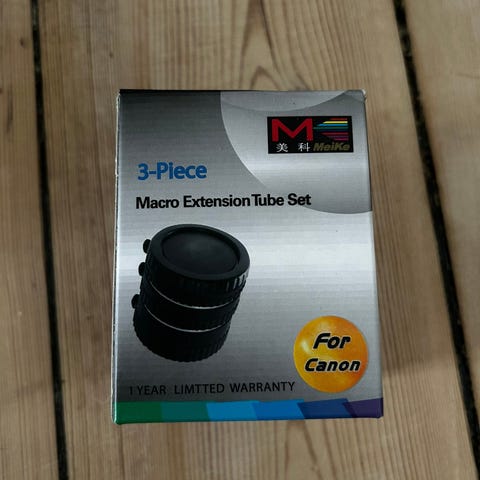 M
美科 MeiKe
3-Piece
Macro Extension Tube Set
For
Canon
1 YEAR LIMTTED WARRANTY